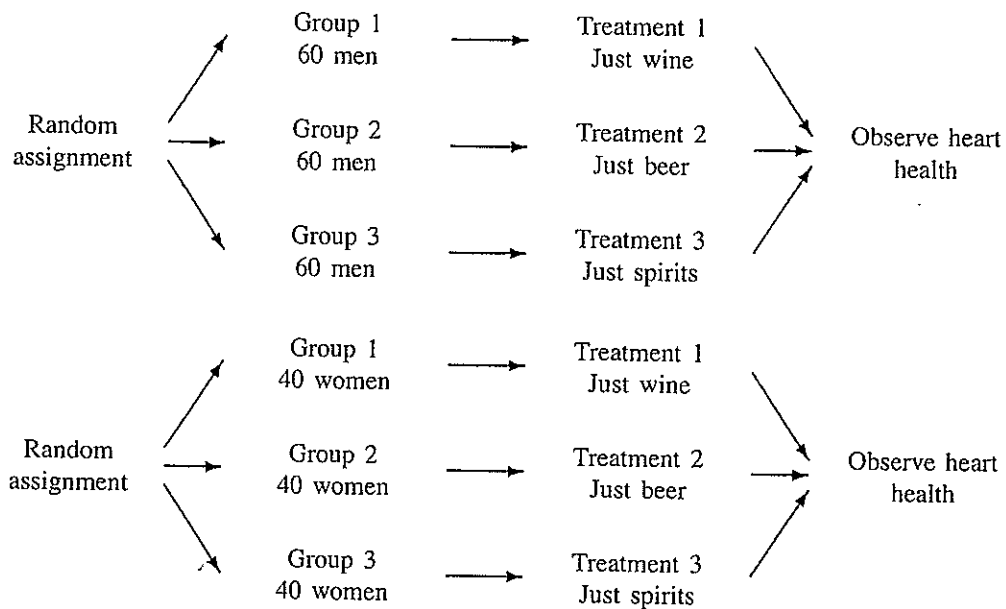 Group 1
60 men
Treatment 1
Just wine
Random
assignment
Group 2
60 men
Treatment 2
Just beer
Observe heart
health
Group 3
60 men
Treatment 3
Just spirits
Group 1
40 women
Treatment 1
Just wine
Random
assignment
Group 2
40 women
Treatment 2
Just beer
Observe heart
health
Group 3
40 women
Treatment 3
Just spirits